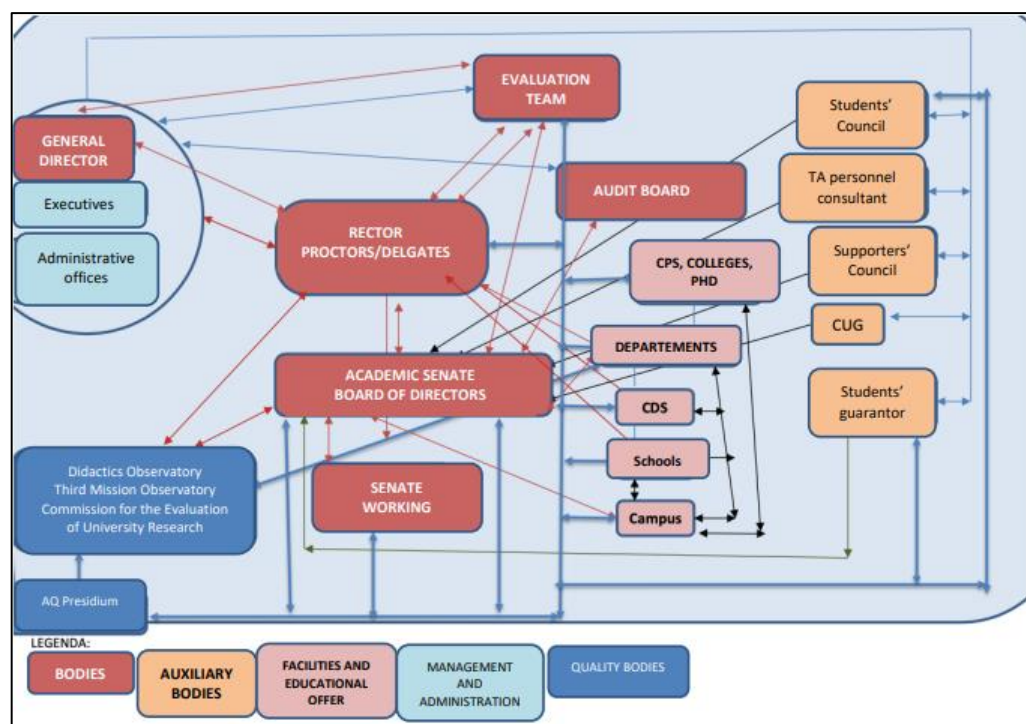 EVALUATION
TEAM
Students'
Council
GENERAL
DIRECTOR
TA personnel
consultant
AUDIT BOARD
Executives
RECTOR
PROCTORS/DELGATES
Supporters'
Council
Administrative
offices
CPS, COLLEGES,
PHD
CUG
DEPARTEMENTS
ACADEMIC SENATE
BOARD OF DIRECTORS
Students'
guarantor
CDS
Schools
Didactics Observatory
Third Mission Observatory
Commission for the Evaluation
of University Research
SENATE
WORKING
Campus
AQ Presidium
LEGENDA:
BODIES
AUXILIARY
BODIES
FACILITIES AND
EDUCATIONAL
OFFER
MANAGEMENT
AND
ADMINISTRATION
QUALITY BODIES